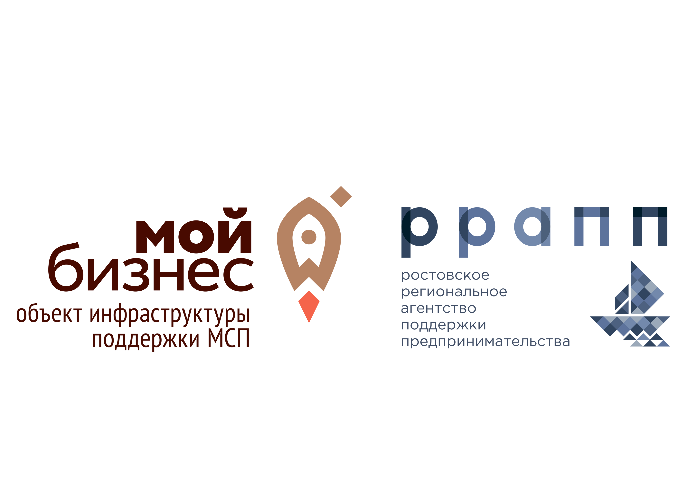 мой
бизнес
объект инфраструктуры
поддержки МСП
ррапп
ростовское
региональное
агентство
поддержки
предпринимательства